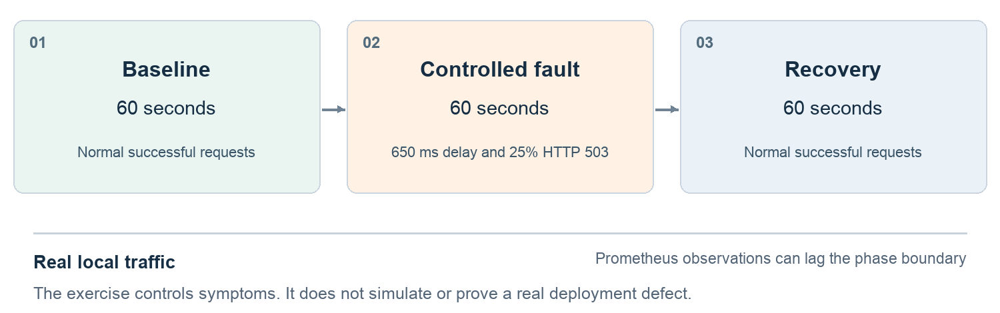 01
Baseline
60 seconds
Normal successful requests
02
Controlled fault
60 seconds
650 ms delay and 25% HTTP 503
03
Recovery
60 seconds
Normal successful requests
Real local traffic
Prometheus observations can lag the phase boundary
The exercise controls symptoms. It does not simulate or prove a real deployment defect.